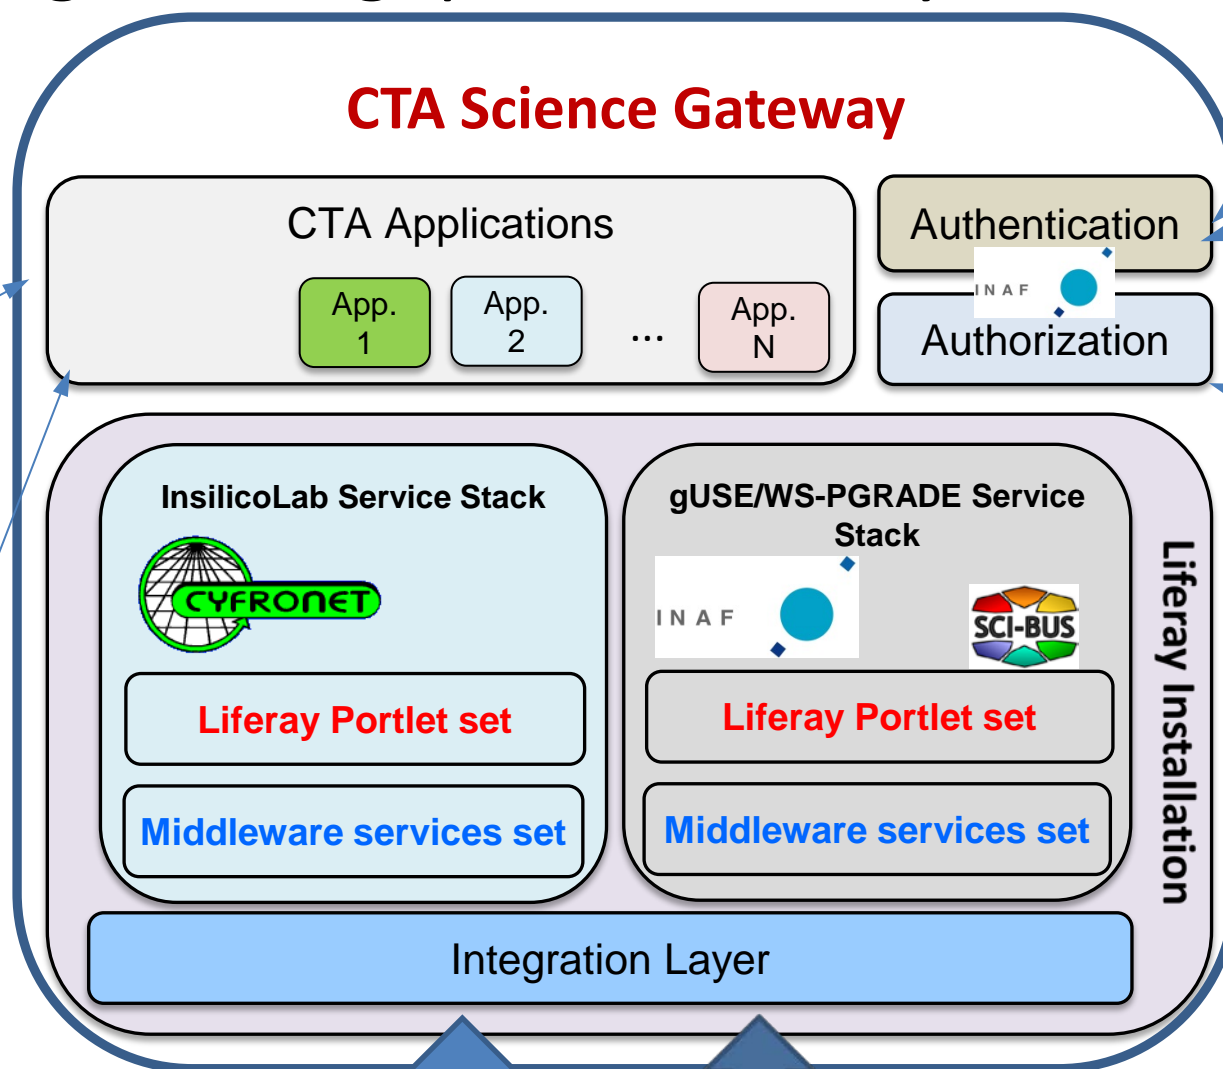 CTA Science Gateway
CTA Applications
App.
1
App.
2
...
App.
N
Authentication
INAF
Authorization
InsilicoLab Service Stack
CYFRONET
gUSE/WS-PGRADE Service
Stack
INAF
SCI-BUS
Liferay Portlet set
Liferay Portlet set
Middleware services set
Middleware services set
Liferay Installation
Integration Layer